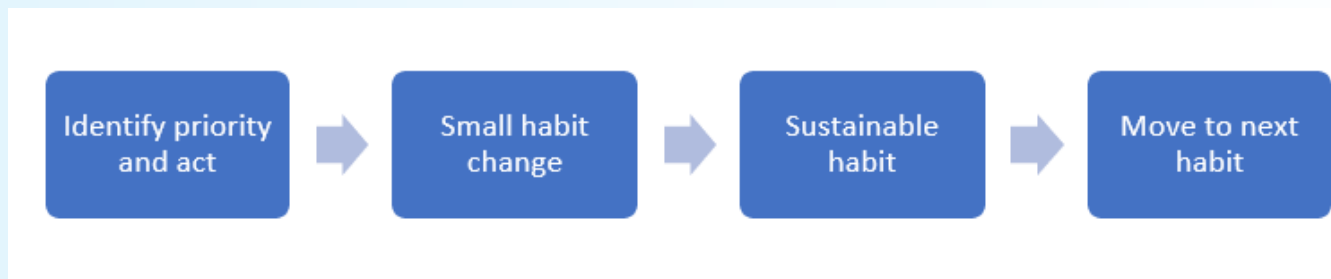 Identify priority
and act
Small habit
change
Sustainable
habit
Move to next
habit